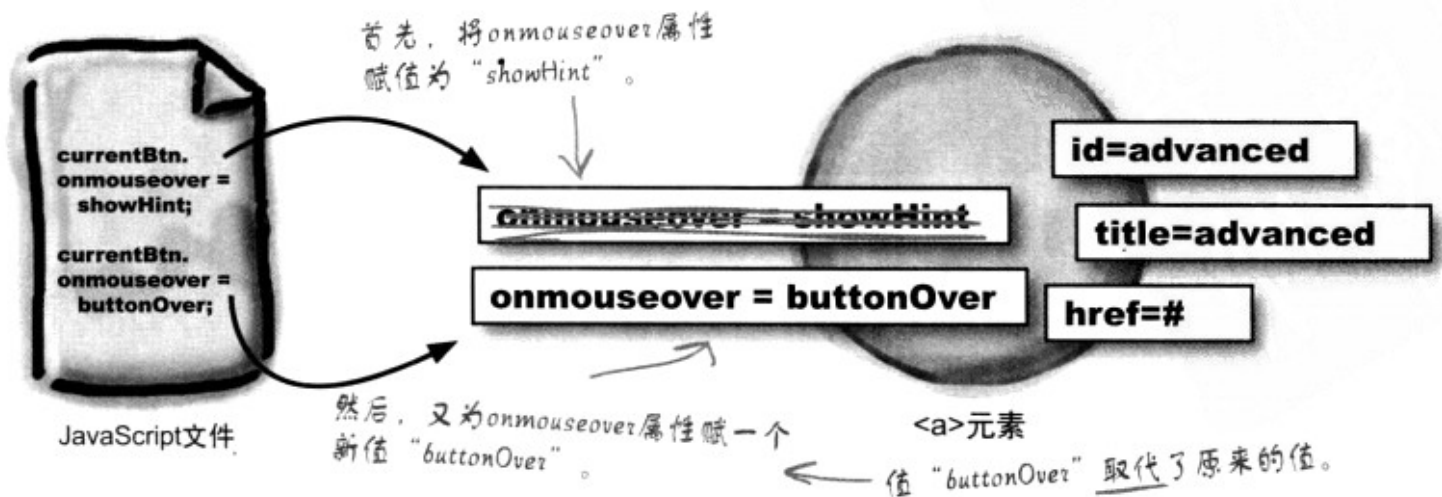 首先，将onmouseover属性
赋值为“showHint”。
currentBtn.
onmouseover =
showHint;
currentBtn.
onmouseover =
buttonOver;
JavaScript文件
onmouseover = showHint
onmouseover = buttonOver
id=advanced
title=advanced
href=#
<a>元素
然后，又为onmouseover属性赋一个
新值“buttonOver”。
值“buttonOver”取代了原来的值。